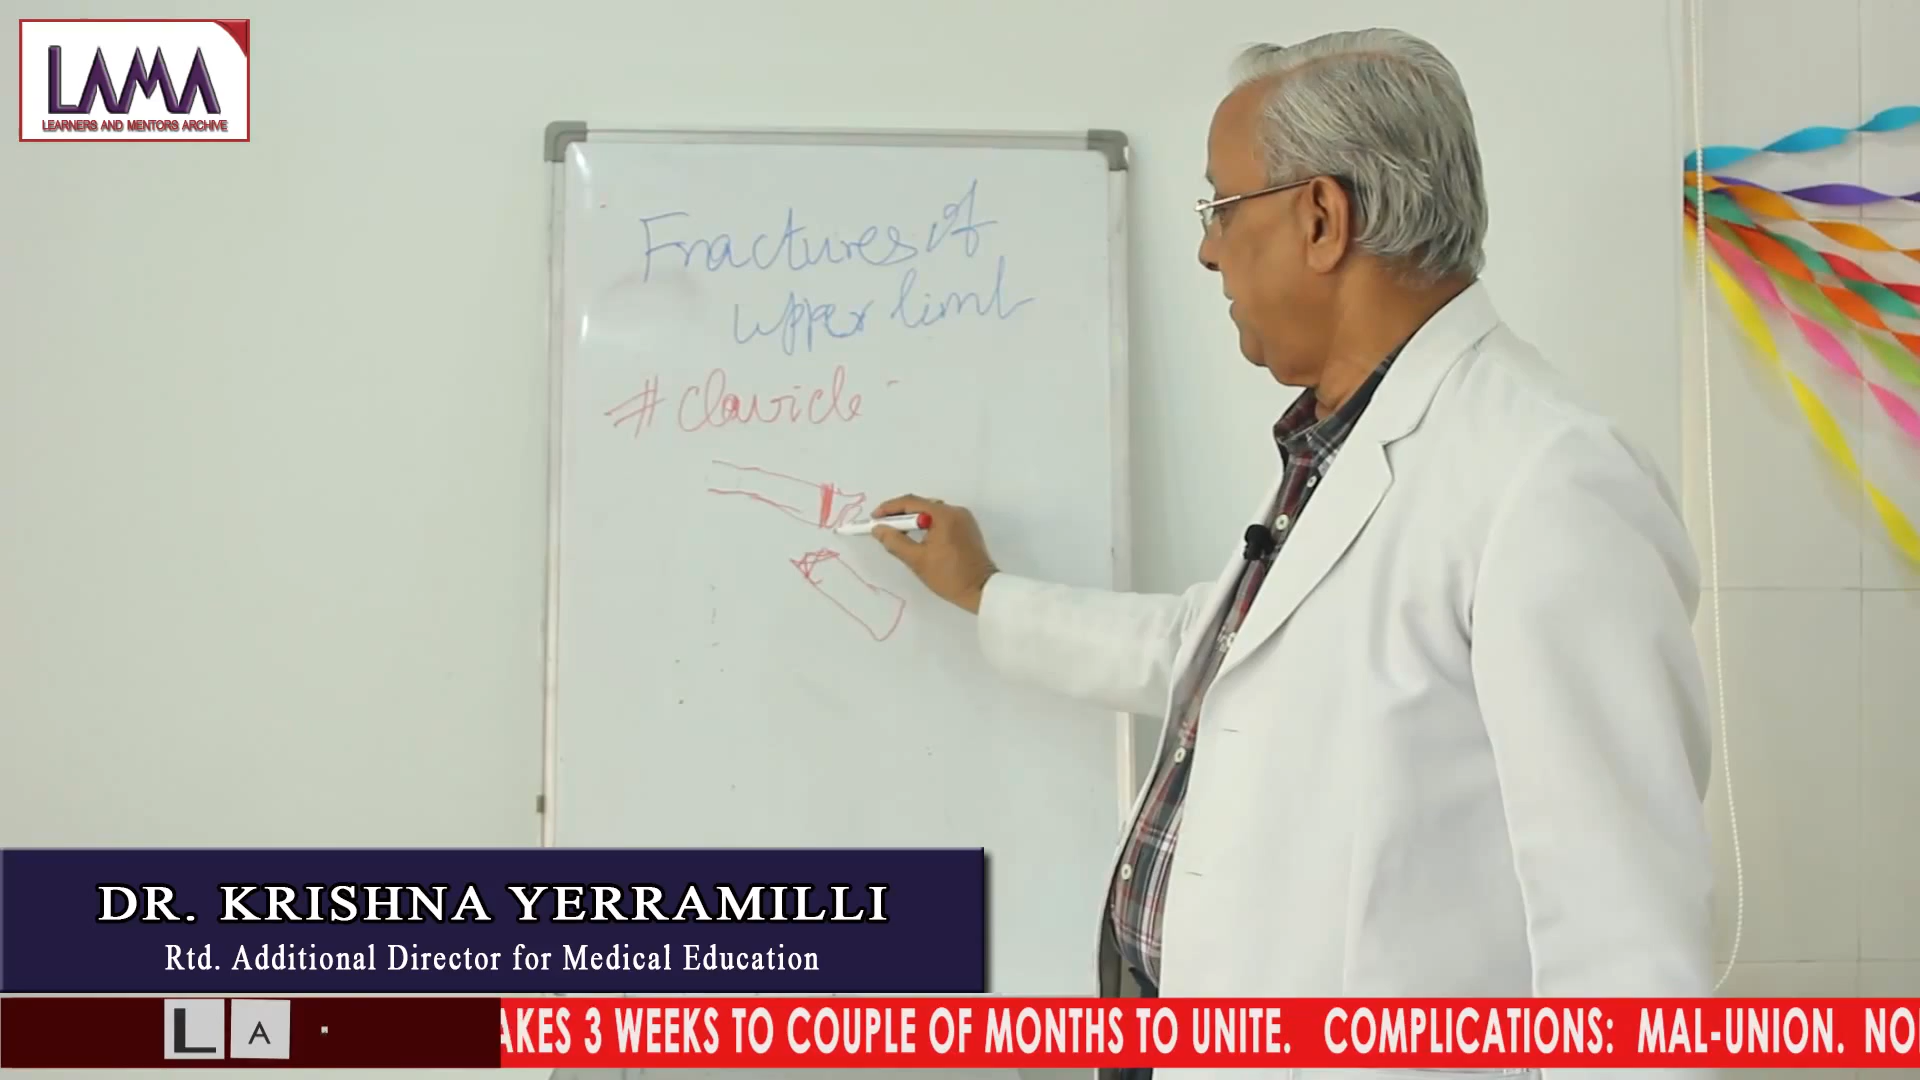 LAMA
LEARNERS AND MENTORS ARCHIVE
Fractures of
upper limb
# Clavicle -
DR. KRISHNA YERRAMILLI
Rtd. Additional Director for Medical Education
L A
AKES 3 WEEKS TO COUPLE OF MONTHS TO UNITE. COMPLICATIONS: MAL-UNION. NO